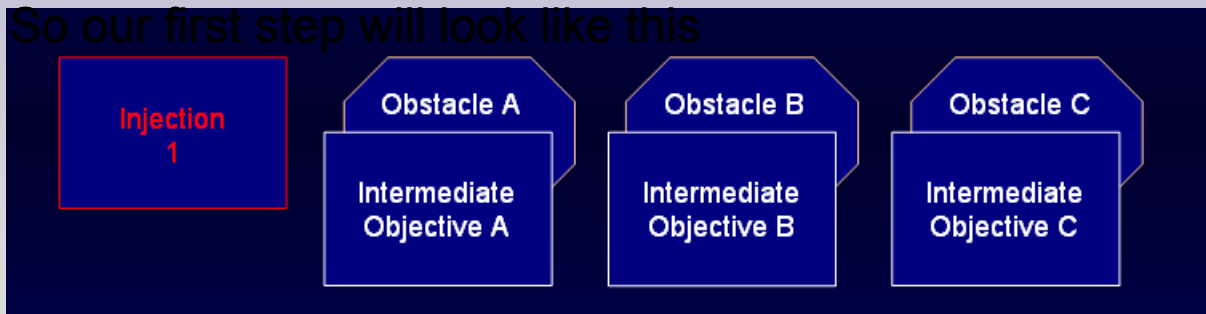 So our first step will look like this
Injection
1
Obstacle A
Intermediate
Objective A
Obstacle B
Intermediate
Objective B
Obstacle C
Intermediate
Objective C